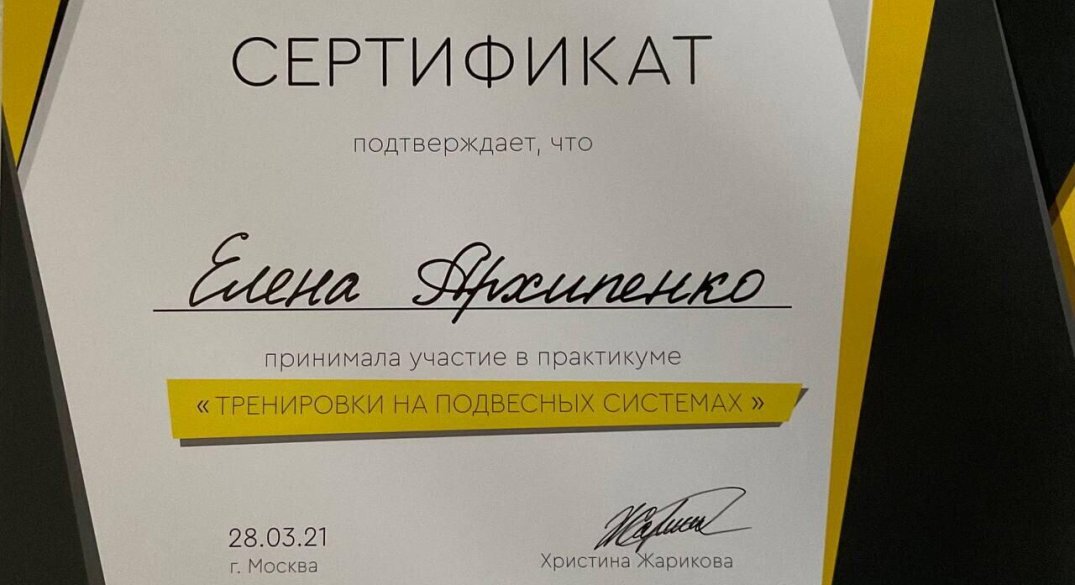 СЕРТИФИКАТ
подтверждает, что
Елена Архипенко
принимала участие в практикуме
« ТРЕНИРОВКИ НА ПОДВЕСНЫХ СИСТЕМАХ »
28.03.21
г. Москва
Христина Жарикова